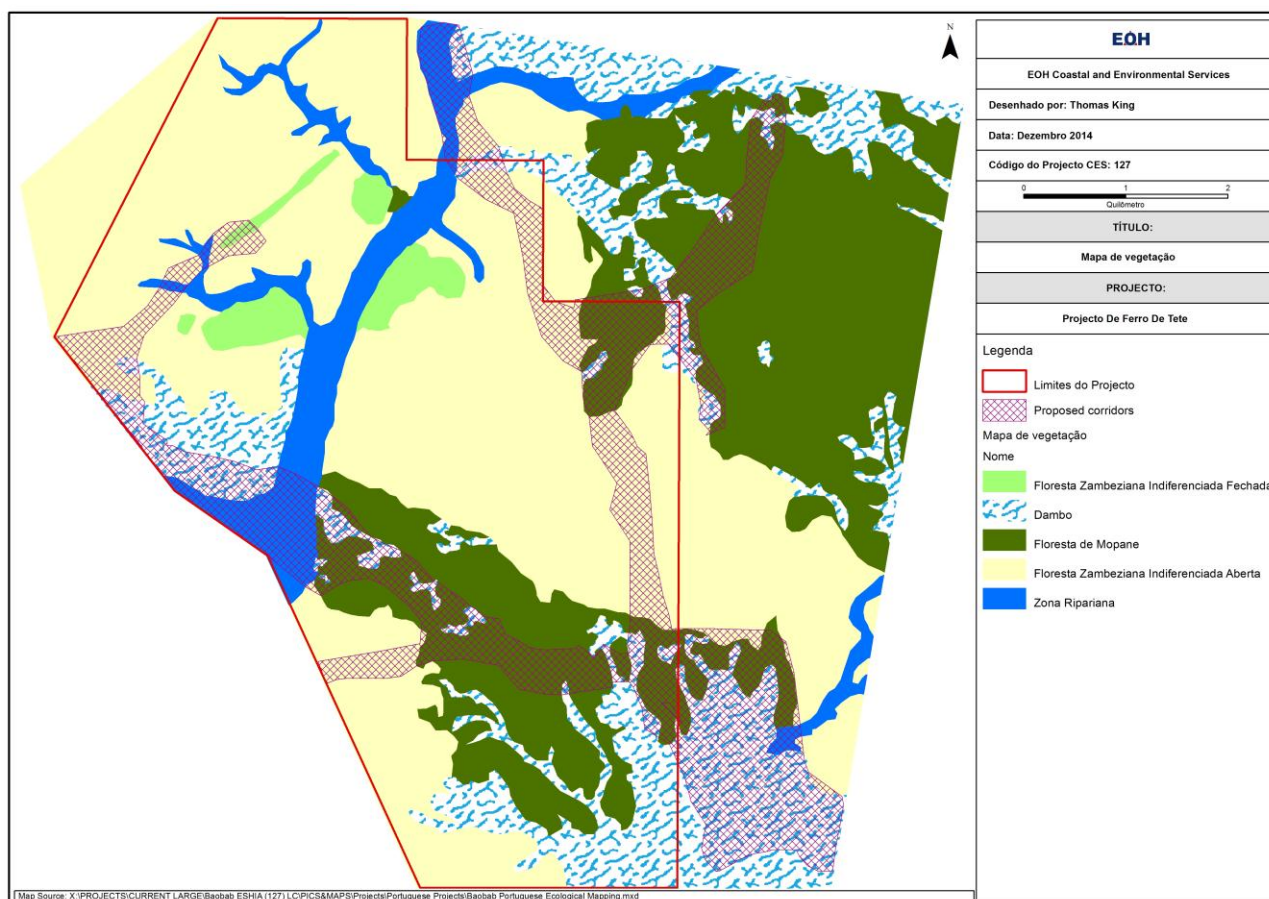 N
EOH
EOH Coastal and Environmental Services
Desenhado por: Thomas King
Data: Dezembro 2014
Código do Projecto CES: 127
0 1 2
Quilômetro
TÍTULO:
Mapa de vegetação
PROJECTO:
Projecto De Ferro De Tete
Legenda
Limites do Projecto
Proposed corridors
Mapa de vegetação
Nome
Floresta Zambeziana Indiferenciada Fechada
Dambo
Floresta de Mopane
Floresta Zambeziana Indiferenciada Aberta
Zona Ripariana
Map Source: X:\PROJECTS\CURRENT LARGE\Baobab ESHIA (127) LC\PICS&MAPS\Projects\Portuguese Projects\Baobab Portuguese Ecological Mapping.mxd